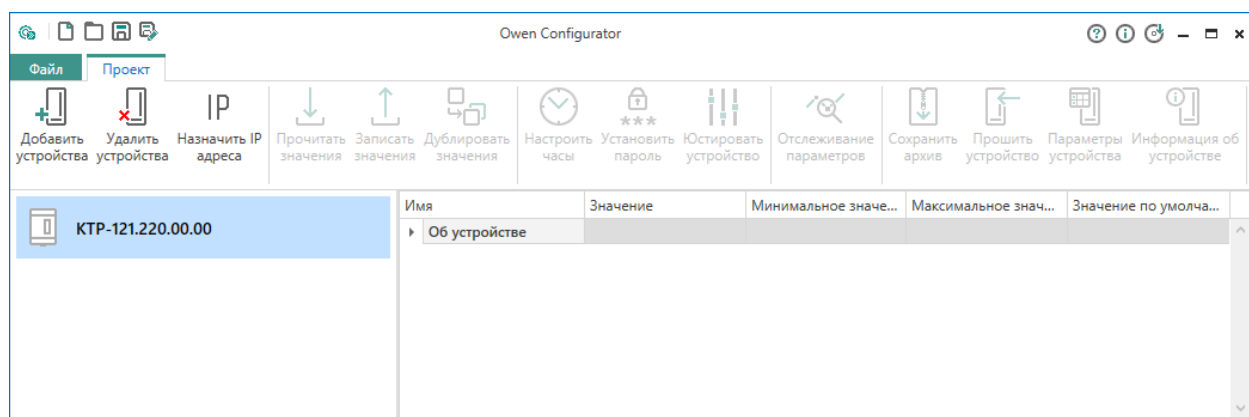 Owen Configurator
Файл Проект
IP
Добавить устройства
Удалить устройства
Назначить IP адреса
Прочитать значения
Записать значения
Дублировать значения
Настроить часы
***
Установить пароль
Юстировать устройство
Отслеживание параметров
Сохранить архив
Прошить устройство
Параметры устройства
Информация об устройстве
КТР-121.220.00.00
Имя Значение Минимальное значе... Максимальное знач... Значение по умолча...
Об устройстве